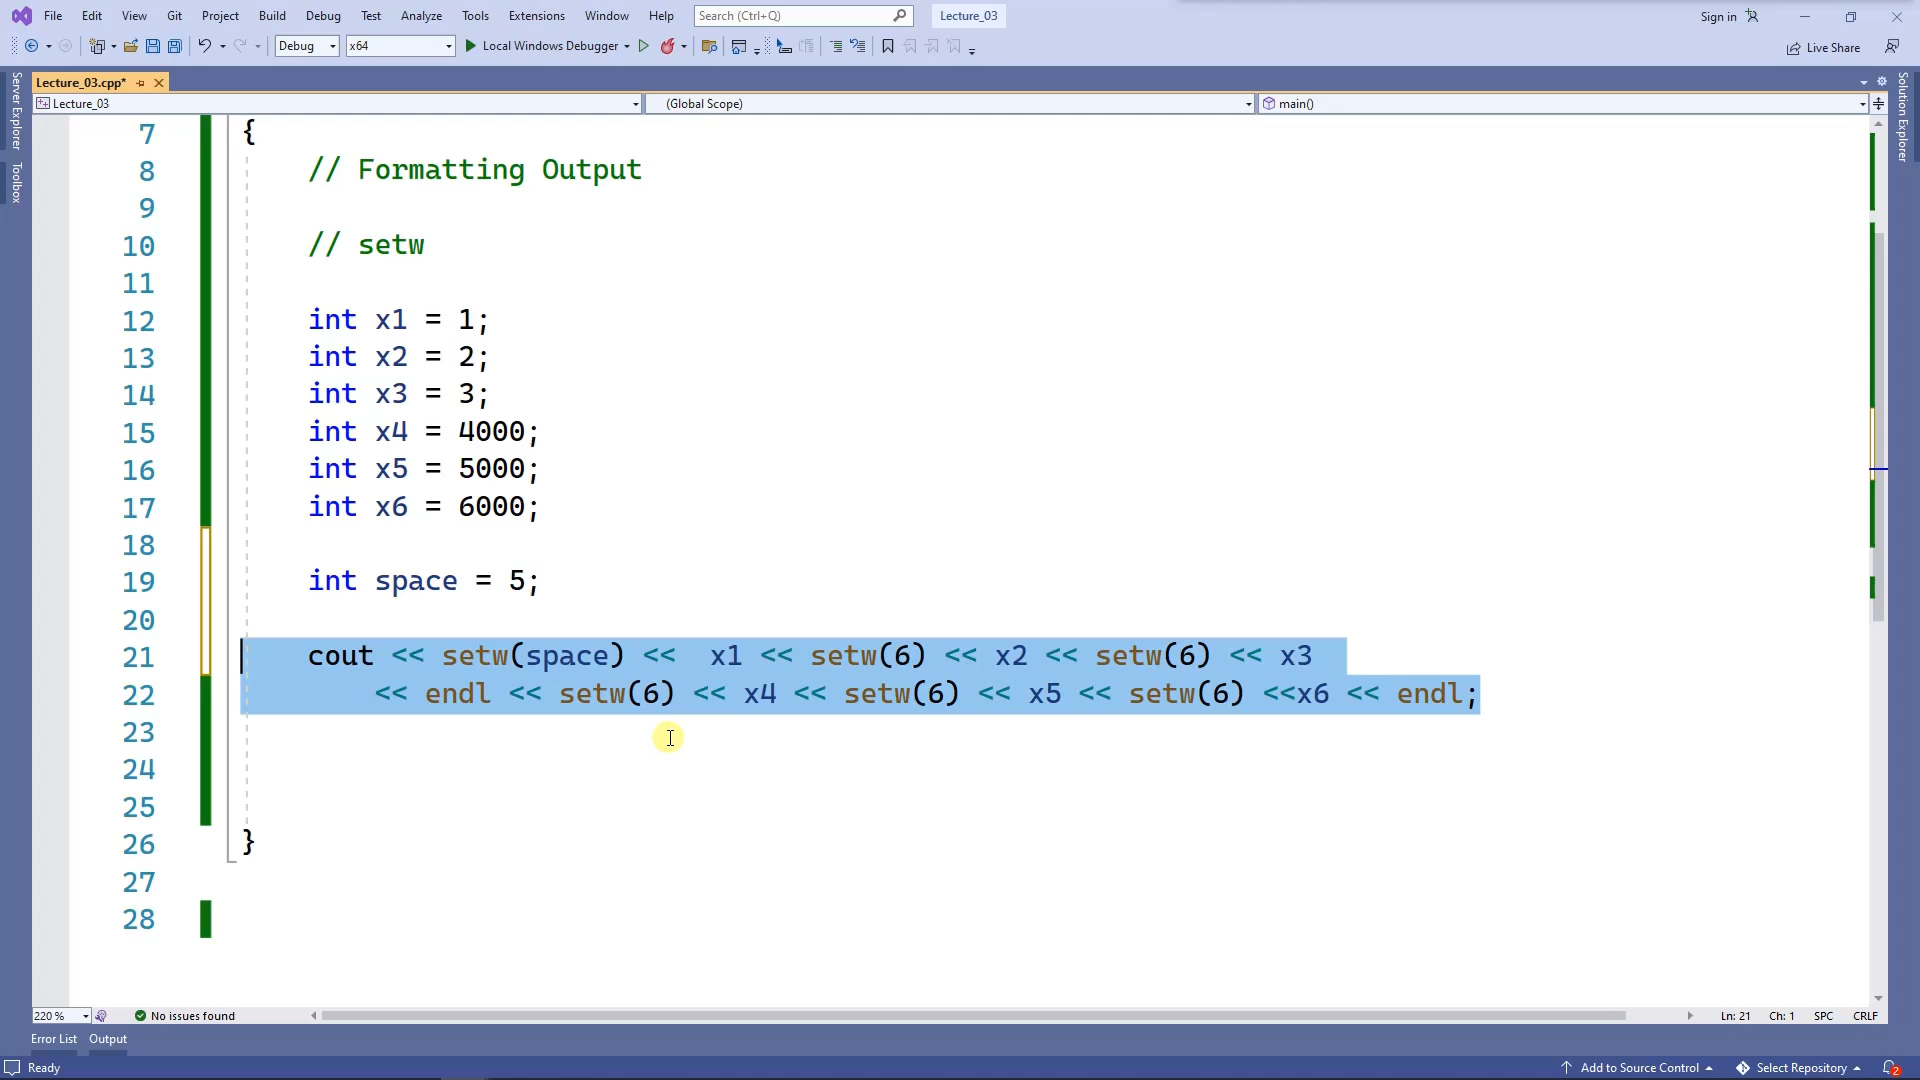 File Edit View Git Project Build Debug Test Analyze Tools Extensions Window Help Search (Ctrl+Q) Lecture_03 Sign in
Debug x64 Local Windows Debugger Live Share
Server Explorer
Toolbox
Solution Explorer
Lecture_03.cpp*
Lecture_03 (Global Scope) main()
7 {
8 // Formatting Output
9
10 // setw
11
12 int x1 = 1;
13 int x2 = 2;
14 int x3 = 3;
15 int x4 = 4000;
16 int x5 = 5000;
17 int x6 = 6000;
18
19 int space = 5;
20
21 cout << setw(space) <<  x1 << setw(6) << x2 << setw(6) << x3
22 << endl << setw(6) << x4 << setw(6) << x5 << setw(6) <<x6 << endl;
23
24
25
26 }
27
28
220 % No issues found Ln: 21 Ch: 1 SPC CRLF
Error List Output
Ready Add to Source Control Select Repository 2